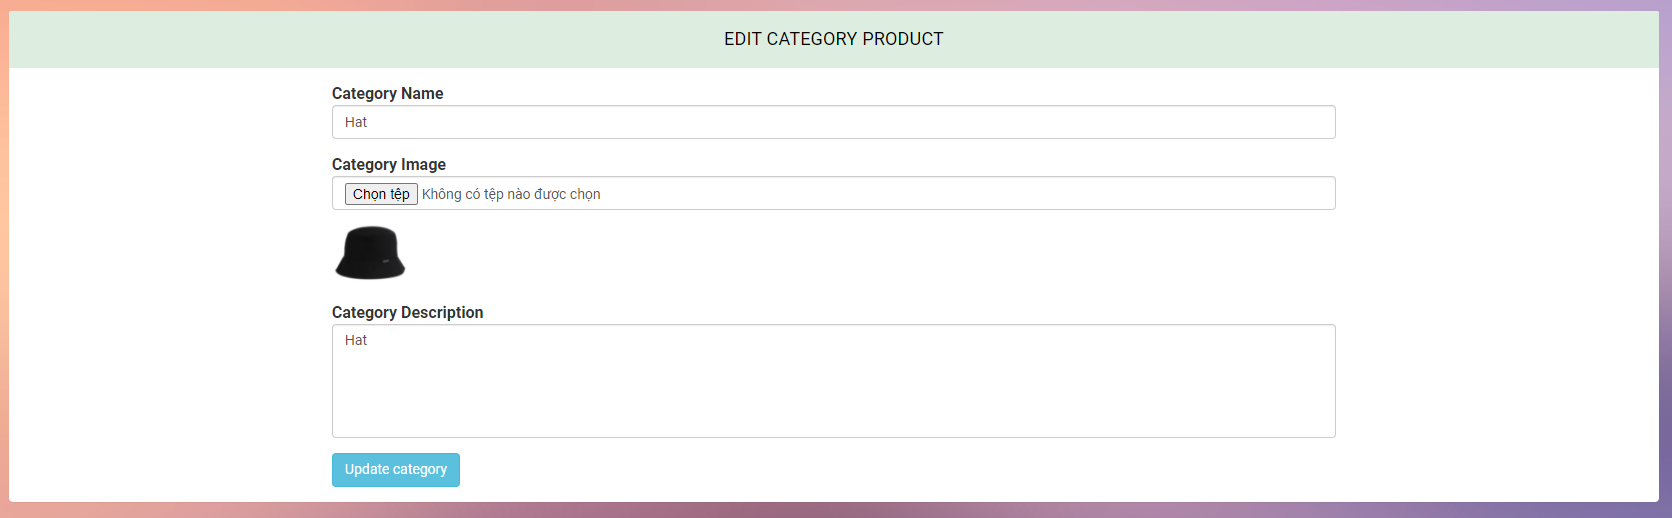 EDIT CATEGORY PRODUCT
Category Name
Hat
Category Image
Chọn tệp Không có tệp nào được chọn
Category Description
Hat
Update category